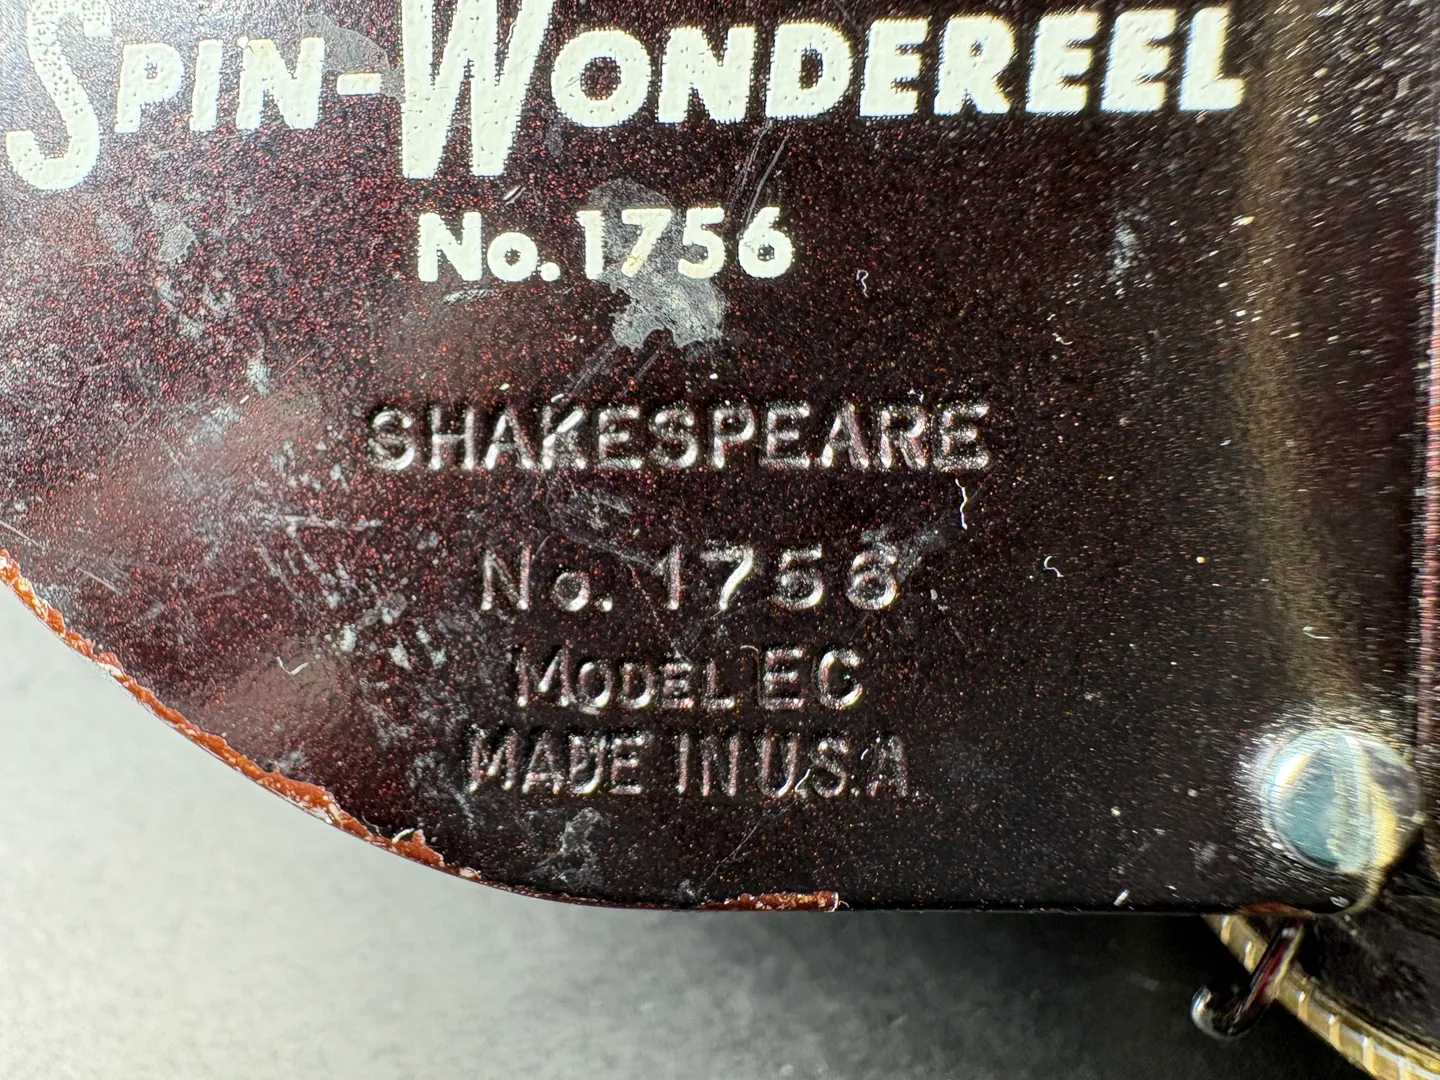 SPIN-WONDEREEL
No. 1756
SHAKESPEARE
No. 1756
MODEL EC
MADE IN U.S.A.